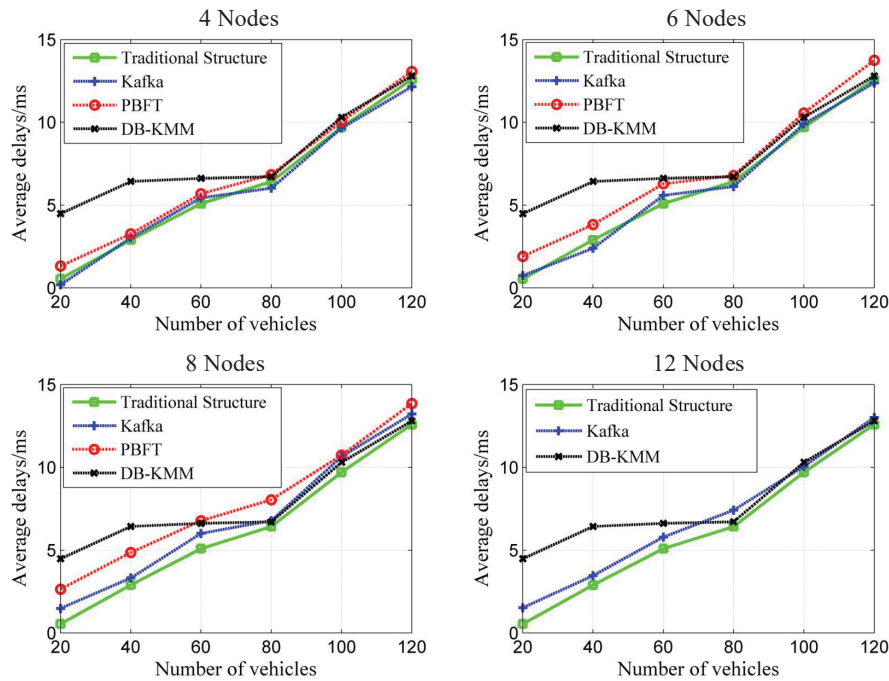 4 Nodes
Average delays/ms
15
10
5
0
Traditional Structure
Kafka
PBFT
DB-KMM
20 40 60 80 100 120
Number of vehicles
6 Nodes
Average delays/ms
15
10
5
0
Traditional Structure
Kafka
PBFT
DB-KMM
20 40 60 80 100 120
Number of vehicles
8 Nodes
Average delays/ms
15
10
5
0
Traditional Structure
Kafka
PBFT
DB-KMM
20 40 60 80 100 120
Number of vehicles
12 Nodes
Average delays/ms
15
10
5
0
Traditional Structure
Kafka
DB-KMM
20 40 60 80 100 120
Number of vehicles